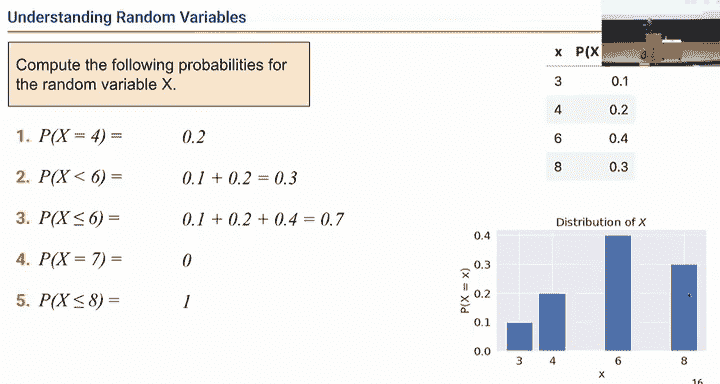 Understanding Random Variables
Compute the following probabilities for
the random variable X.
x P(X
3 0.1
4 0.2
6 0.4
8 0.3
1. P(X = 4) = 0.2
2. P(X < 6) = 0.1 + 0.2 = 0.3
3. P(X ≤ 6) = 0.1 + 0.2 + 0.4 = 0.7
4. P(X = 7) = 0
5. P(X ≤ 8) = 1
Distribution of X
P(X = x)
0.4
0.3
0.2
0.1
0.0
3 4 6 8
x
16